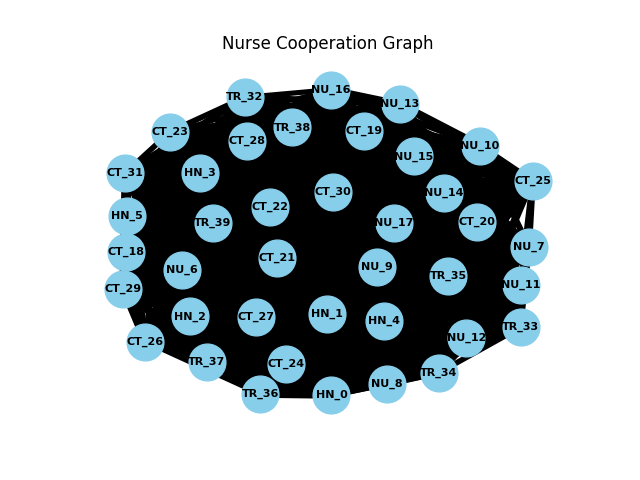 Nurse Cooperation Graph
NU_16
TR_32
NU_13
TR_38
CT_19
CT_23
CT_28
NU_10
NU_15
CT_31
HN_3
CT_25
CT_30
NU_14
CT_22
HN_5
TR_39
NU_17
CT_20
NU_7
CT_18
CT_21
NU_9
NU_6
TR_35
NU_11
CT_29
HN_1
HN_2
CT_27
HN_4
TR_33
NU_12
CT_26
TR_37
CT_24
TR_34
NU_8
TR_36
HN_0